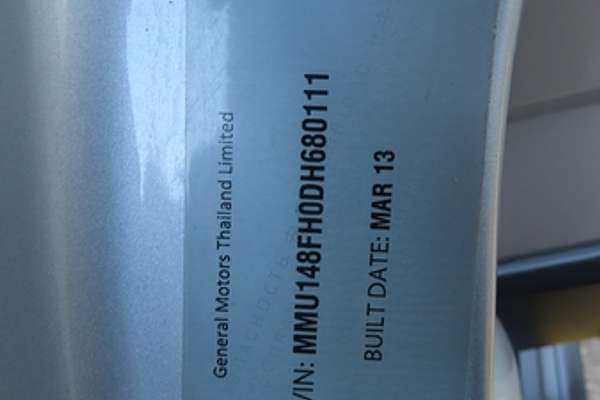 General Motors Thailand Limited
VIN: MMU148FH0DH680111
BUILT DATE: MAR 13